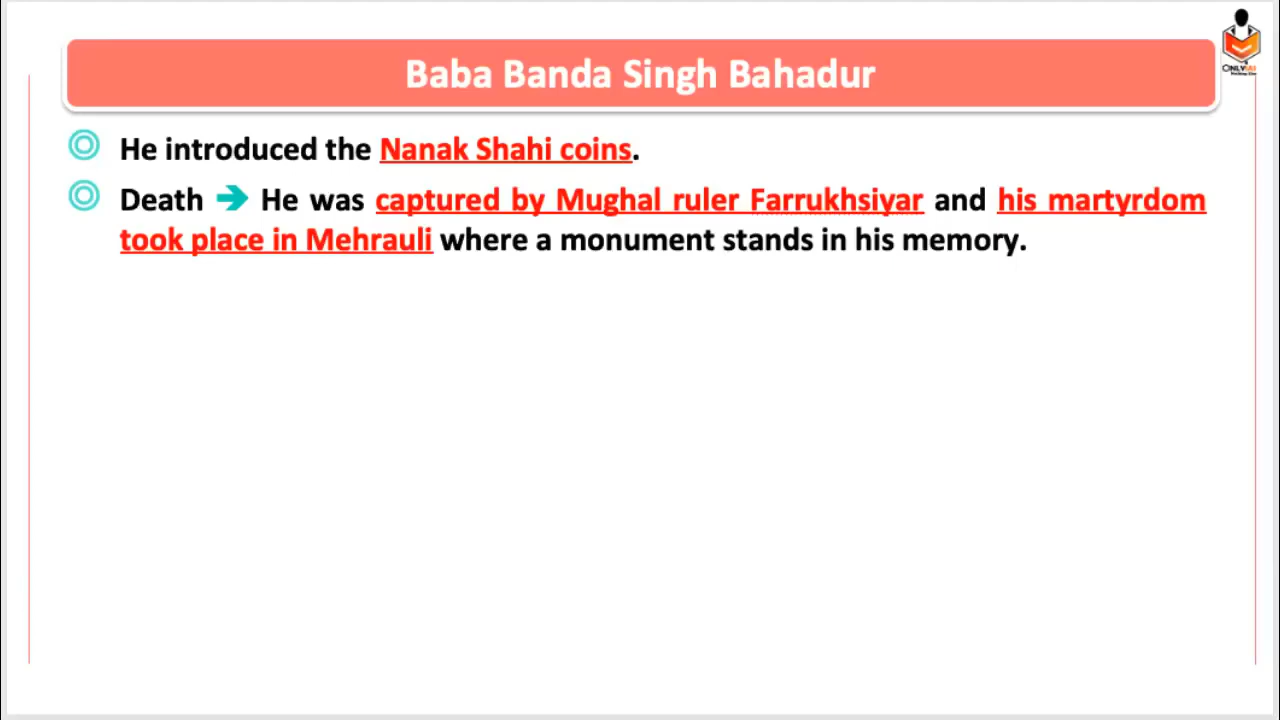 Baba Banda Singh Bahadur
He introduced the Nanak Shahi coins.
Death ➔ He was captured by Mughal ruler Farrukhsiyar and his martyrdom
took place in Mehrauli where a monument stands in his memory.